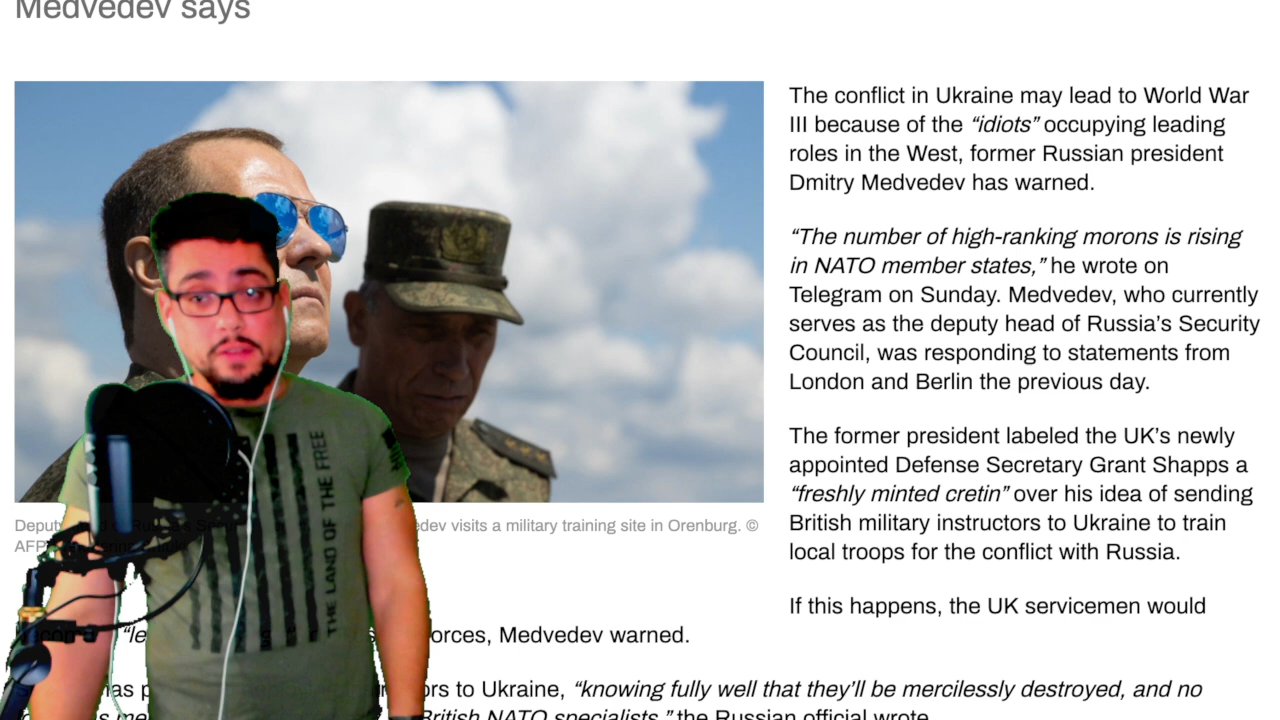 Medvedev says
The conflict in Ukraine may lead to World War
III because of the “idiots” occupying leading
roles in the West, former Russian president
Dmitry Medvedev has warned.
“The number of high-ranking morons is rising
in NATO member states,” he wrote on
Telegram on Sunday. Medvedev, who currently
serves as the deputy head of Russia’s Security
Council, was responding to statements from
London and Berlin the previous day.
The former president labeled the UK’s newly
appointed Defense Secretary Grant Shapps a
“freshly minted cretin” over his idea of sending
British military instructors to Ukraine to train
local troops for the conflict with Russia.
If this happens, the UK servicemen would
Medvedev warned.
visits a military training site in Orenburg. ©
AFP
to Ukraine, “knowing fully well that they’ll be mercilessly destroyed, and no
British NATO specialists,” the Russian official wrote.
THE LAND OF THE FREE